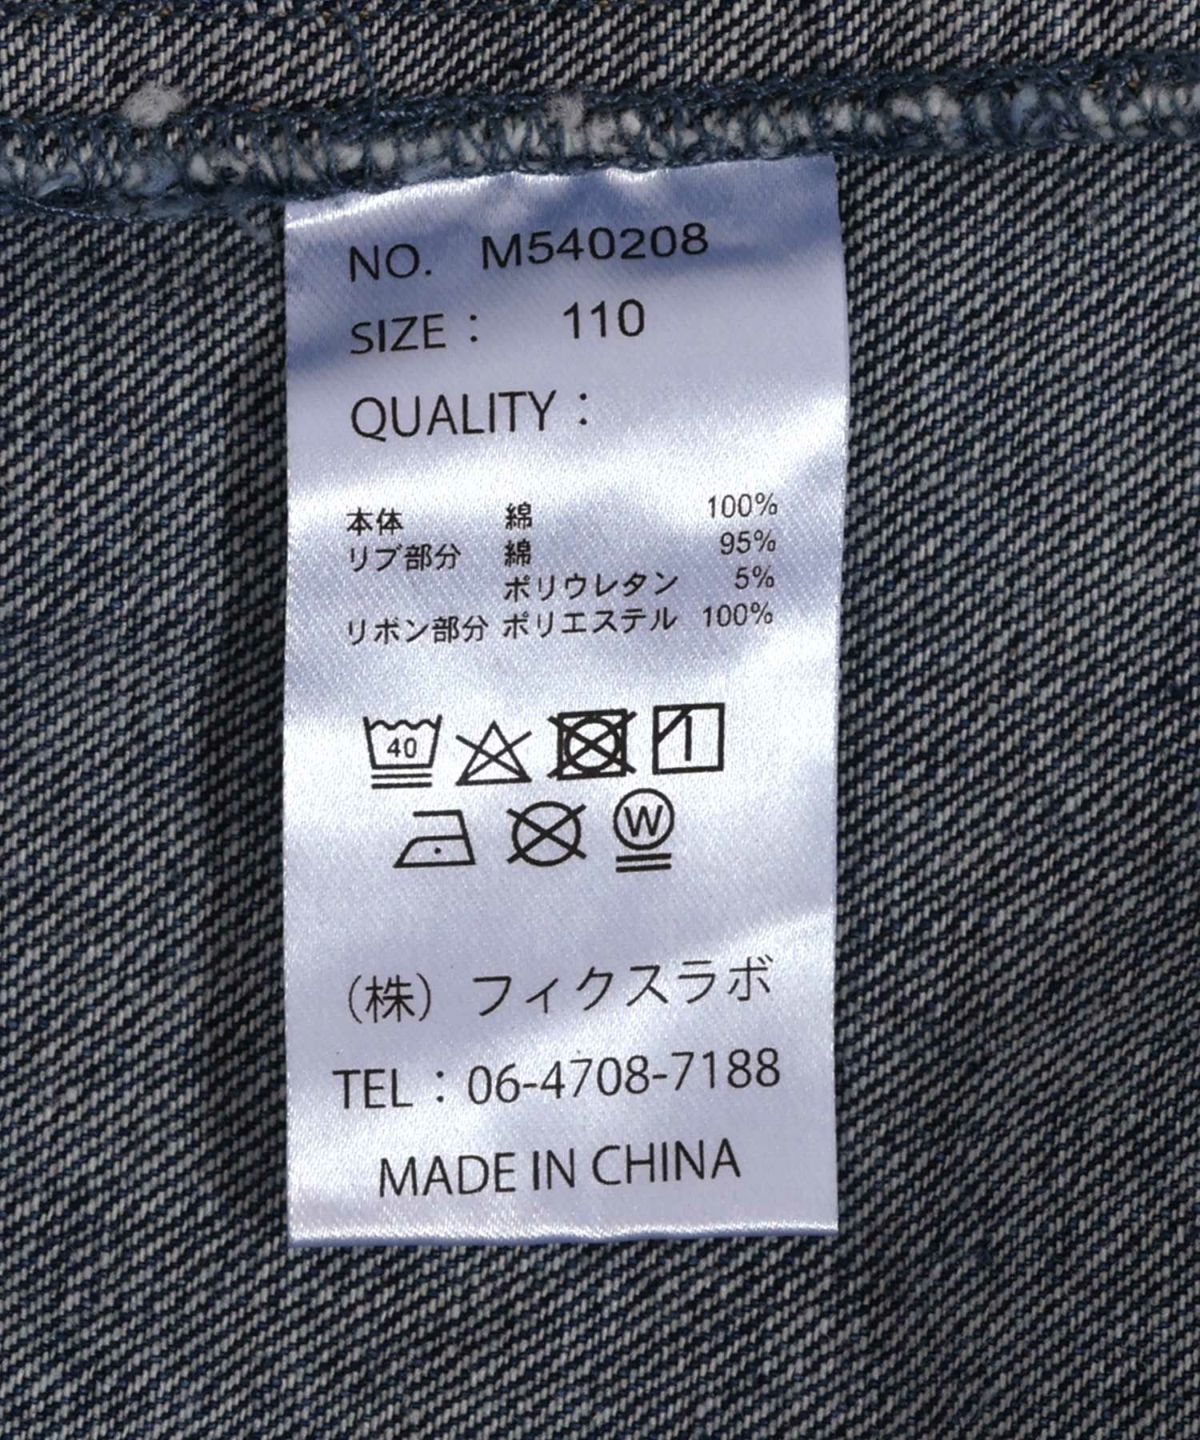 NO. M540208
SIZE： 110
QUALITY：
本体 綿 100%
リブ部分 綿 95%
ポリウレタン 5%
リボン部分 ポリエステル 100%
40
W
（株） フィクスラボ
TEL：06-4708-7188
MADE IN CHINA